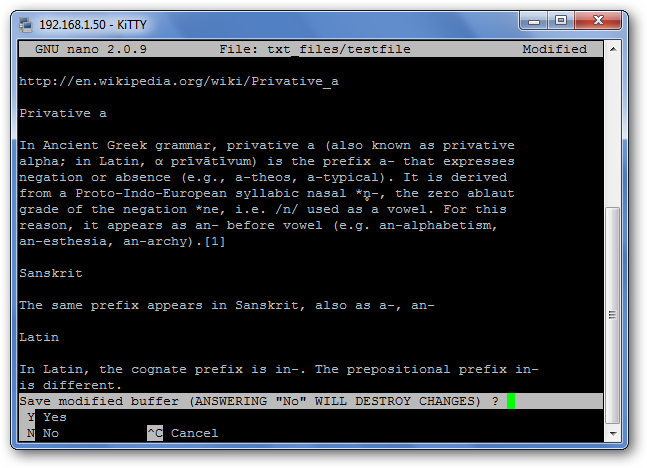 192.168.1.50 - KiTTY
GNU nano 2.0.9 File: txt_files/testfile Modified
http://en.wikipedia.org/wiki/Privative_a
Privative a
In Ancient Greek grammar, privative a (also known as privative
alpha; in Latin, α prīvātīvum) is the prefix a- that expresses
negation or absence (e.g., a-theos, a-typical). It is derived
from a Proto-Indo-European syllabic nasal *n̥-, the zero ablaut
grade of the negation *ne, i.e. /n/ used as a vowel. For this
reason, it appears as an- before vowel (e.g. an-alphabetism,
an-esthesia, an-archy).[1]
Sanskrit
The same prefix appears in Sanskrit, also as a-, an-
Latin
In Latin, the cognate prefix is in-. The prepositional prefix in-
is different.
Save modified buffer (ANSWERING "No" WILL DESTROY CHANGES) ?
Y Yes
N No ^C Cancel